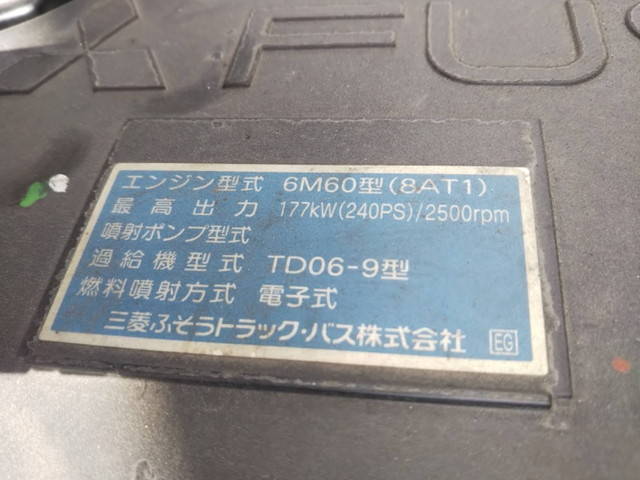 FUS
エンジン型式 6M60型(8AT1)
最高出力 177kW(240PS)/2500rpm
噴射ポンプ型式
過給機型式 TD06-9型
燃料噴射方式 電子式
三菱ふそうトラック・バス株式会社 EG